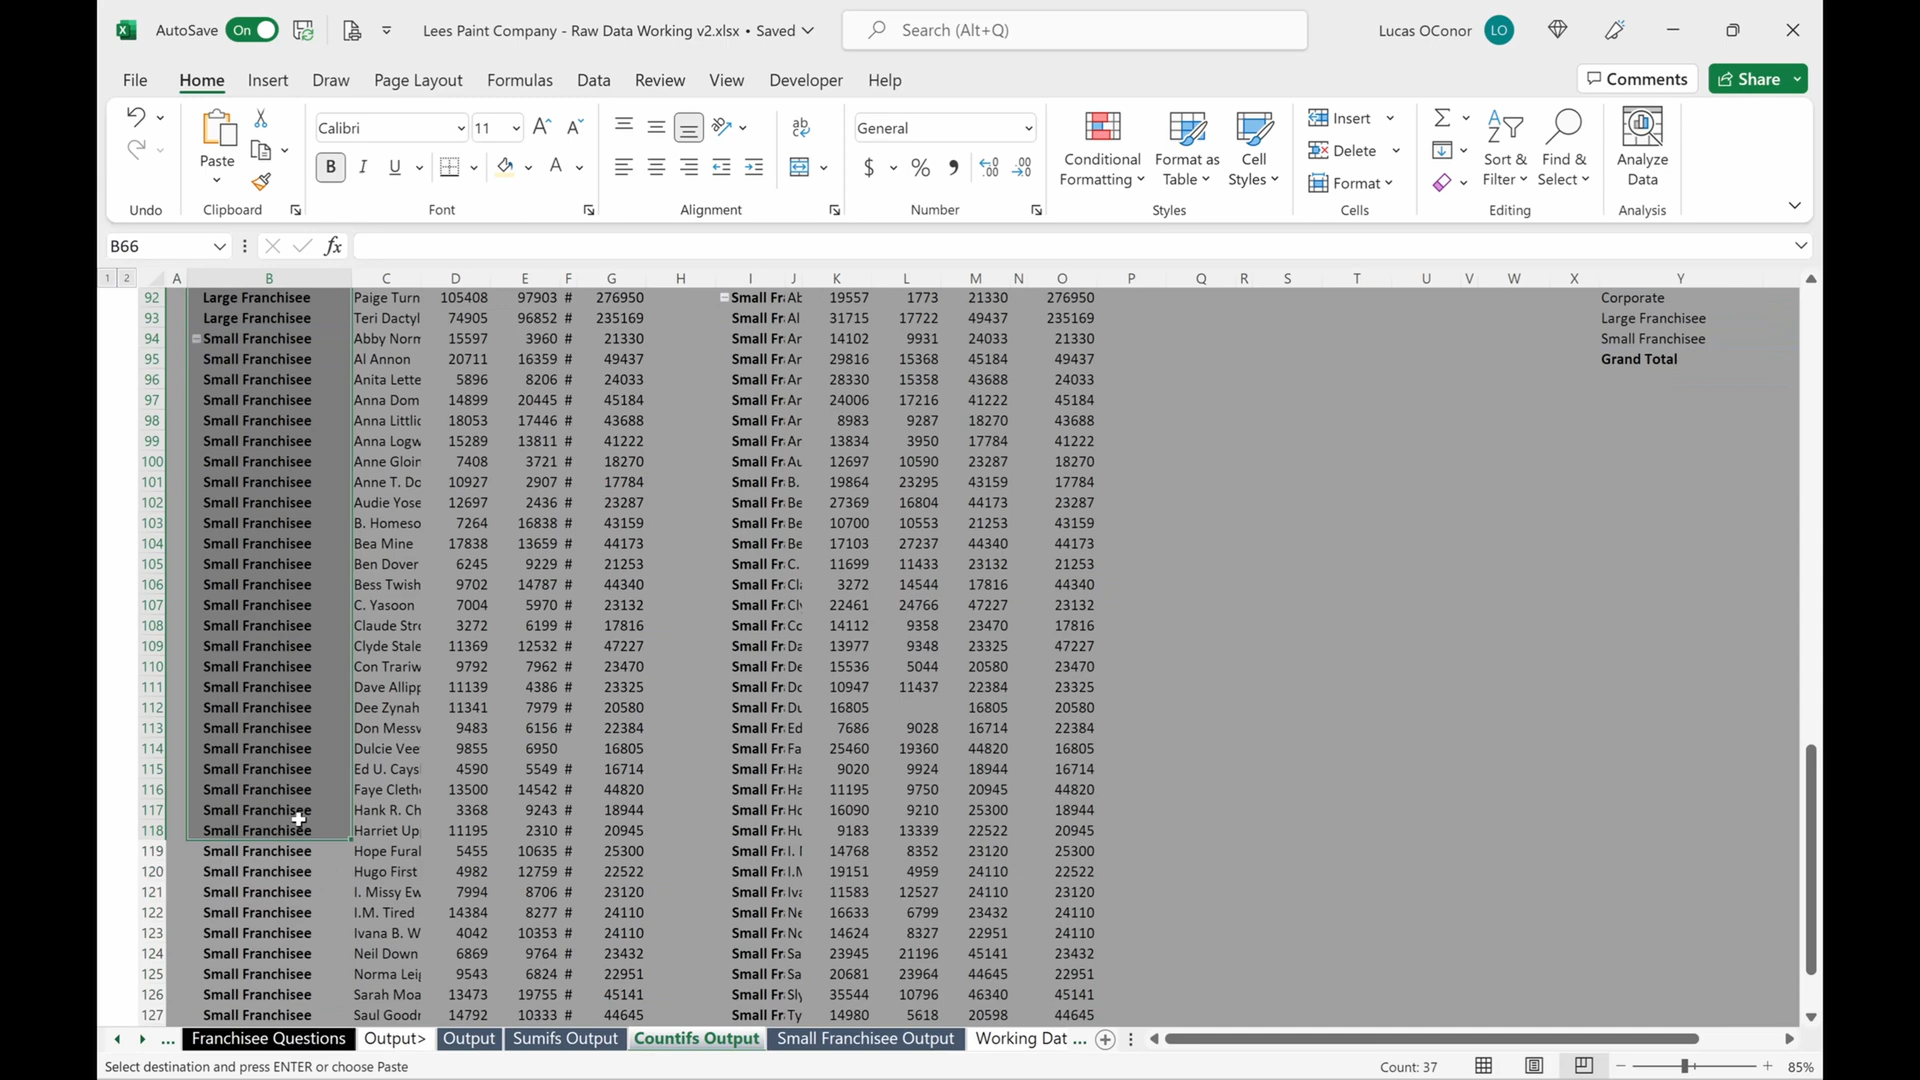 AutoSave On Lees Paint Company - Raw Data Working v2.xlsx • Saved Search (Alt+Q) Lucas OConor LO
File Home Insert Draw Page Layout Formulas Data Review View Developer Help Comments Share
Paste Calibri 11 General Conditional Formatting Format as Table Cell Styles Insert Delete Format Sort & Filter Find & Select Analyze Data
Undo Clipboard Font Alignment Number Styles Cells Editing Analysis
B66 fx
1 2 A B C D E F G H I J K L M N O P Q R S T U V W X Y
92 Large Franchisee Paige Turn 105408 97903 # 276950 Small Fr Ab 19557 1773 21330 276950 Corporate
93 Large Franchisee Teri Dactyl 74905 96852 # 235169 Small Fr Al 31715 17722 49437 235169 Large Franchisee
94 Small Franchisee Abby Norm 15597 3960 # 21330 Small Fr Ar 14102 9931 24033 21330 Small Franchisee
95 Small Franchisee Al Annon 20711 16359 # 49437 Small Fr Ar 29816 15368 45184 49437 Grand Total
96 Small Franchisee Anita Lette 5896 8206 # 24033 Small Fr Ar 28330 15358 43688 24033
97 Small Franchisee Anna Dom 14899 20445 # 45184 Small Fr Ar 24006 17216 41222 45184
98 Small Franchisee Anna Littlic 18053 17446 # 43688 Small Fr Ar 8983 9287 18270 43688
99 Small Franchisee Anna Logw 15289 13811 # 41222 Small Fr Ar 13834 3950 17784 41222
100 Small Franchisee Anne Gloin 7408 3721 # 18270 Small Fr Au 12697 10590 23287 18270
101 Small Franchisee Anne T. Do 10927 2907 # 17784 Small Fr B. 19864 23295 43159 17784
102 Small Franchisee Audie Yose 12697 2436 # 23287 Small Fr Be 27369 16804 44173 23287
103 Small Franchisee B. Homeso 7264 16838 # 43159 Small Fr Be 10700 10553 21253 43159
104 Small Franchisee Bea Mine 17838 13659 # 44173 Small Fr Be 17103 27237 44340 44173
105 Small Franchisee Ben Dover 6245 9229 # 21253 Small Fr C. 11699 11433 23132 21253
106 Small Franchisee Bess Twish 9702 14787 # 44340 Small Fr Cla 3272 14544 17816 44340
107 Small Franchisee C. Yasoon 7004 5970 # 23132 Small Fr Cly 22461 24766 47227 23132
108 Small Franchisee Claude Stro 3272 6199 # 17816 Small Fr Co 14112 9358 23470 17816
109 Small Franchisee Clyde Stale 11369 12532 # 47227 Small Fr Da 13977 9348 23325 47227
110 Small Franchisee Con Trariw 9792 7962 # 23470 Small Fr De 15536 5044 20580 23470
111 Small Franchisee Dave Allipp 11139 4386 # 23325 Small Fr Do 10947 11437 22384 23325
112 Small Franchisee Dee Zynah 11341 7979 # 20580 Small Fr Du 16805 16805 20580
113 Small Franchisee Don Messv 9483 6156 # 22384 Small Fr Ed 7686 9028 16714 22384
114 Small Franchisee Dulcie Vee 9855 6950 16805 Small Fr Fa 25460 19360 44820 16805
115 Small Franchisee Ed U. Cays 4590 5549 # 16714 Small Fr Ha 9020 9924 18944 16714
116 Small Franchisee Faye Clethe 13500 14542 # 44820 Small Fr Ha 11195 9750 20945 44820
117 Small Franchisee Hank R. Ch 3368 9243 # 18944 Small Fr Ho 16090 9210 25300 18944
118 Small Franchisee Harriet Up 11195 2310 # 20945 Small Fr Hu 9183 13339 22522 20945
119 Small Franchisee Hope Fural 5455 10635 # 25300 Small Fr I. 14768 8352 23120 25300
120 Small Franchisee Hugo First 4982 12759 # 22522 Small Fr I.M 19151 4959 24110 22522
121 Small Franchisee I. Missy Ew 7994 8706 # 23120 Small Fr Iva 11583 12527 24110 23120
122 Small Franchisee I.M. Tired 14384 8277 # 24110 Small Fr Ne 16633 6799 23432 24110
123 Small Franchisee Ivana B. W 4042 10353 # 24110 Small Fr No 14624 8327 22951 24110
124 Small Franchisee Neil Down 6869 9764 # 23432 Small Fr Sa 23945 21196 45141 23432
125 Small Franchisee Norma Leig 9543 6824 # 22951 Small Fr Sa 20681 23964 44645 22951
126 Small Franchisee Sarah Moa 13473 19755 # 45141 Small Fr Sly 35544 10796 46340 45141
127 Small Franchisee Saul Goodr 14792 10333 # 44645 Small Fr Ty 14980 5618 20598 44645
... Franchisee Questions Output> Output Sumifs Output Countifs Output Small Franchisee Output Working Dat ...
Select destination and press ENTER or choose Paste Count: 37 85%